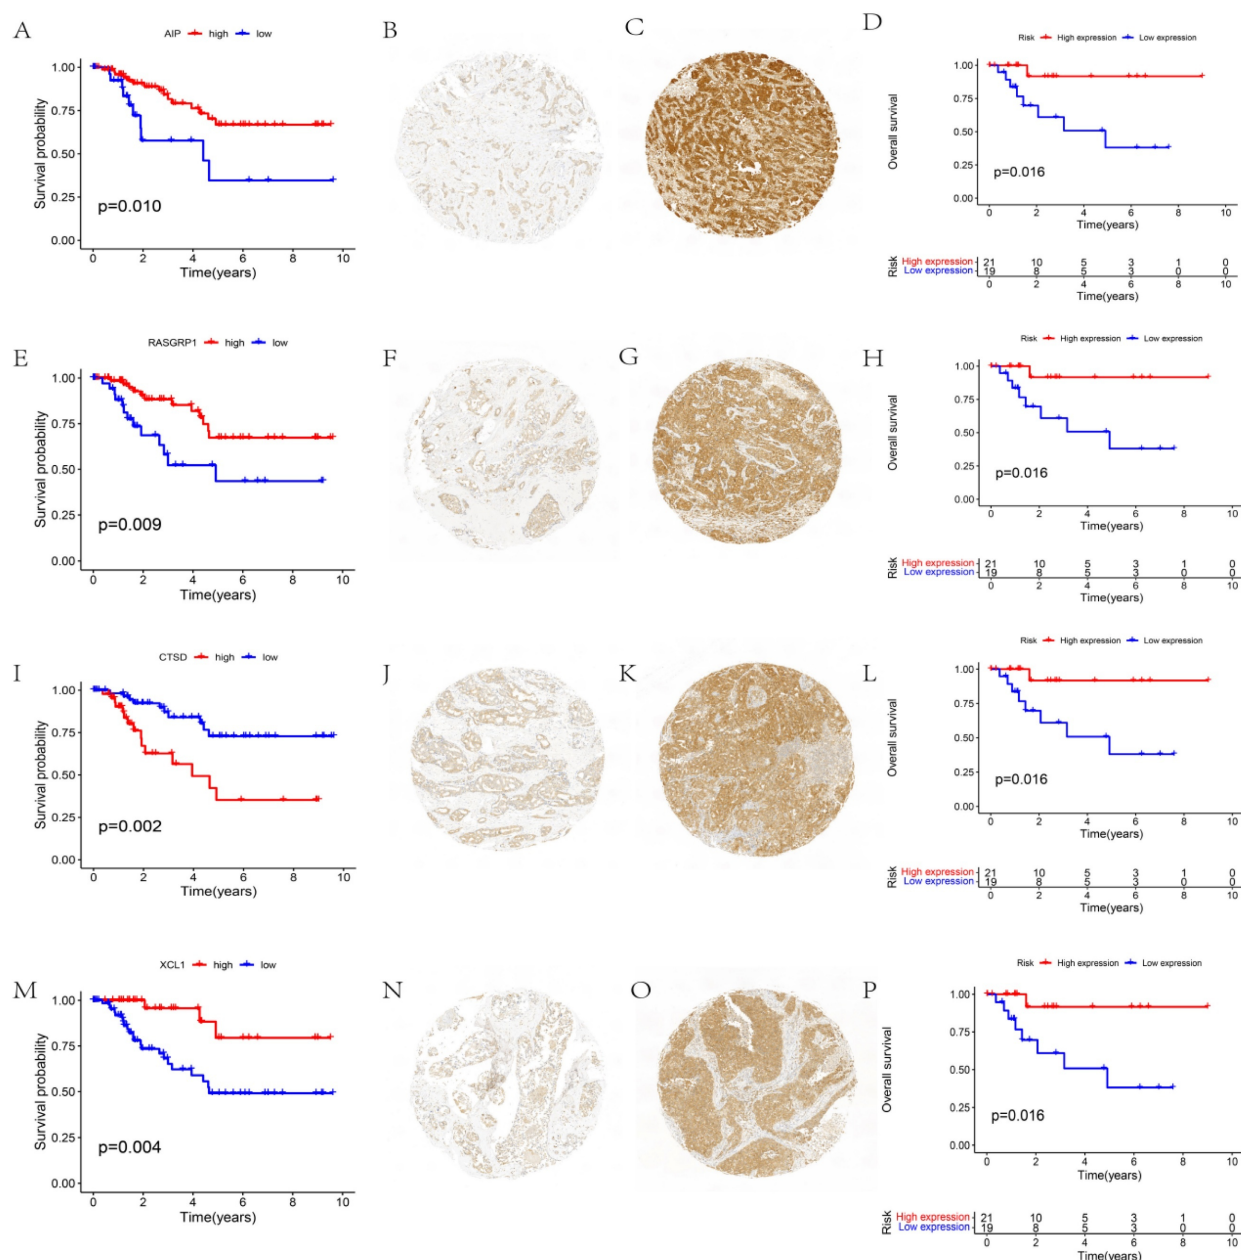 A
AIP high low
1.00
0.75
0.50
0.25
0.00
Survival probability
p=0.010
0 2 4 6 8 10
Time(years)
B
C
D
Risk High expression Low expression
1.00
0.75
0.50
0.25
0.00
Overall survival
p=0.016
0 2 4 6 8 10
Risk
High expression 21 10 5 3 1 0
Low expression 19 8 5 3 0 0
0 2 4 6 8 10
Time(years)
E
RASGRP1 high low
1.00
0.75
0.50
0.25
0.00
Survival probability
p=0.009
0 2 4 6 8 10
Time(years)
F
G
H
Risk High expression Low expression
1.00
0.75
0.50
0.25
0.00
Overall survival
p=0.016
0 2 4 6 8 10
Risk
High expression 21 10 5 3 1 0
Low expression 19 8 5 3 0 0
0 2 4 6 8 10
Time(years)
I
CTSD high low
1.00
0.75
0.50
0.25
0.00
Survival probability
p=0.002
0 2 4 6 8 10
Time(years)
J
K
L
Risk High expression Low expression
1.00
0.75
0.50
0.25
0.00
Overall survival
p=0.016
0 2 4 6 8 10
Risk
High expression 21 10 5 3 1 0
Low expression 19 8 5 3 0 0
0 2 4 6 8 10
Time(years)
M
XCL1 high low
1.00
0.75
0.50
0.25
0.00
Survival probability
p=0.004
0 2 4 6 8 10
Time(years)
N
O
P
Risk High expression Low expression
1.00
0.75
0.50
0.25
0.00
Overall survival
p=0.016
0 2 4 6 8 10
Risk
High expression 21 10 5 3 1 0
Low expression 19 8 5 3 0 0
0 2 4 6 8 10
Time(years)